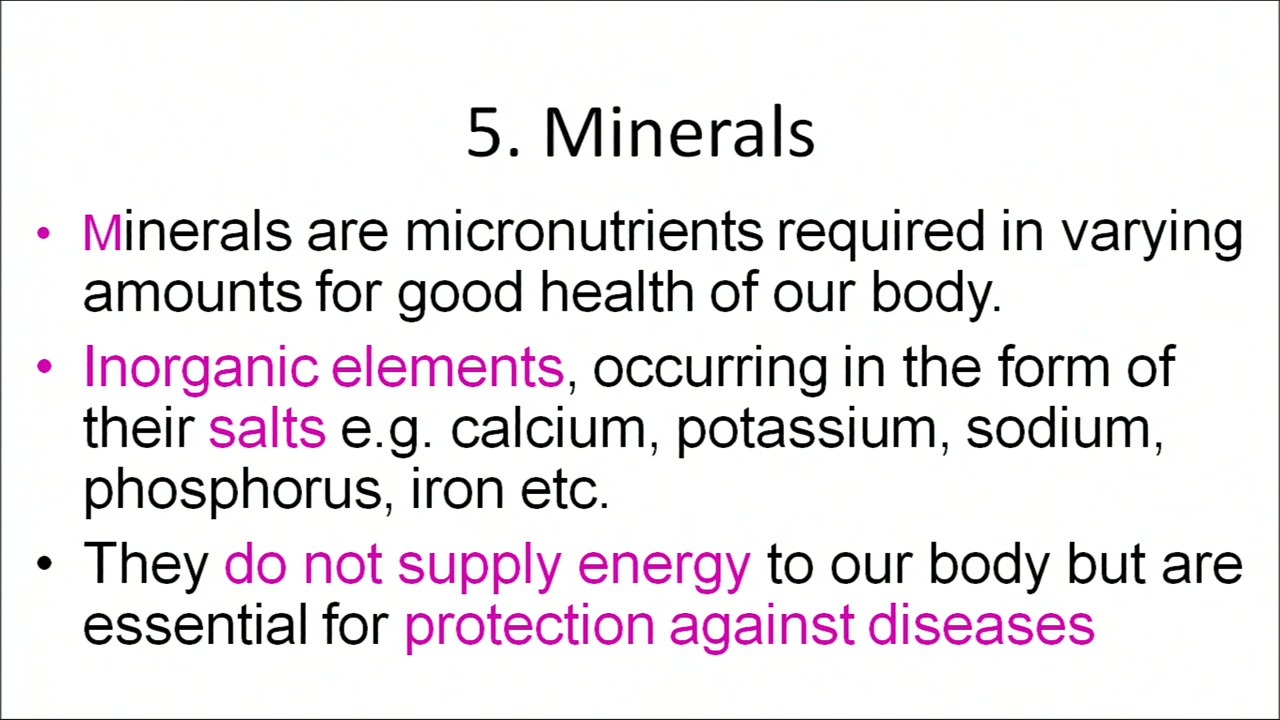 5. Minerals
• Minerals are micronutrients required in varying
amounts for good health of our body.
• Inorganic elements, occurring in the form of
their salts e.g. calcium, potassium, sodium,
phosphorus, iron etc.
• They do not supply energy to our body but are
essential for protection against diseases